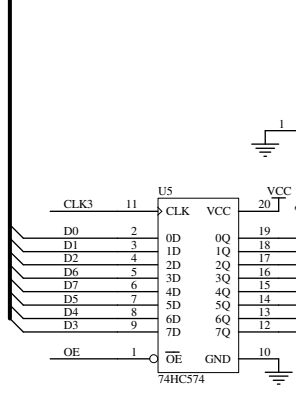 1
U5
VCC
CLK3 11 CLK VCC 20
D0 2 0D 0Q 19
D1 3 1D 1Q 18
D2 4 2D 2Q 17
D6 5 3D 3Q 16
D7 6 4D 4Q 15
D5 7 5D 5Q 14
D4 8 6D 6Q 13
D3 9 7D 7Q 12
OE 1 OE GND 10
74HC574